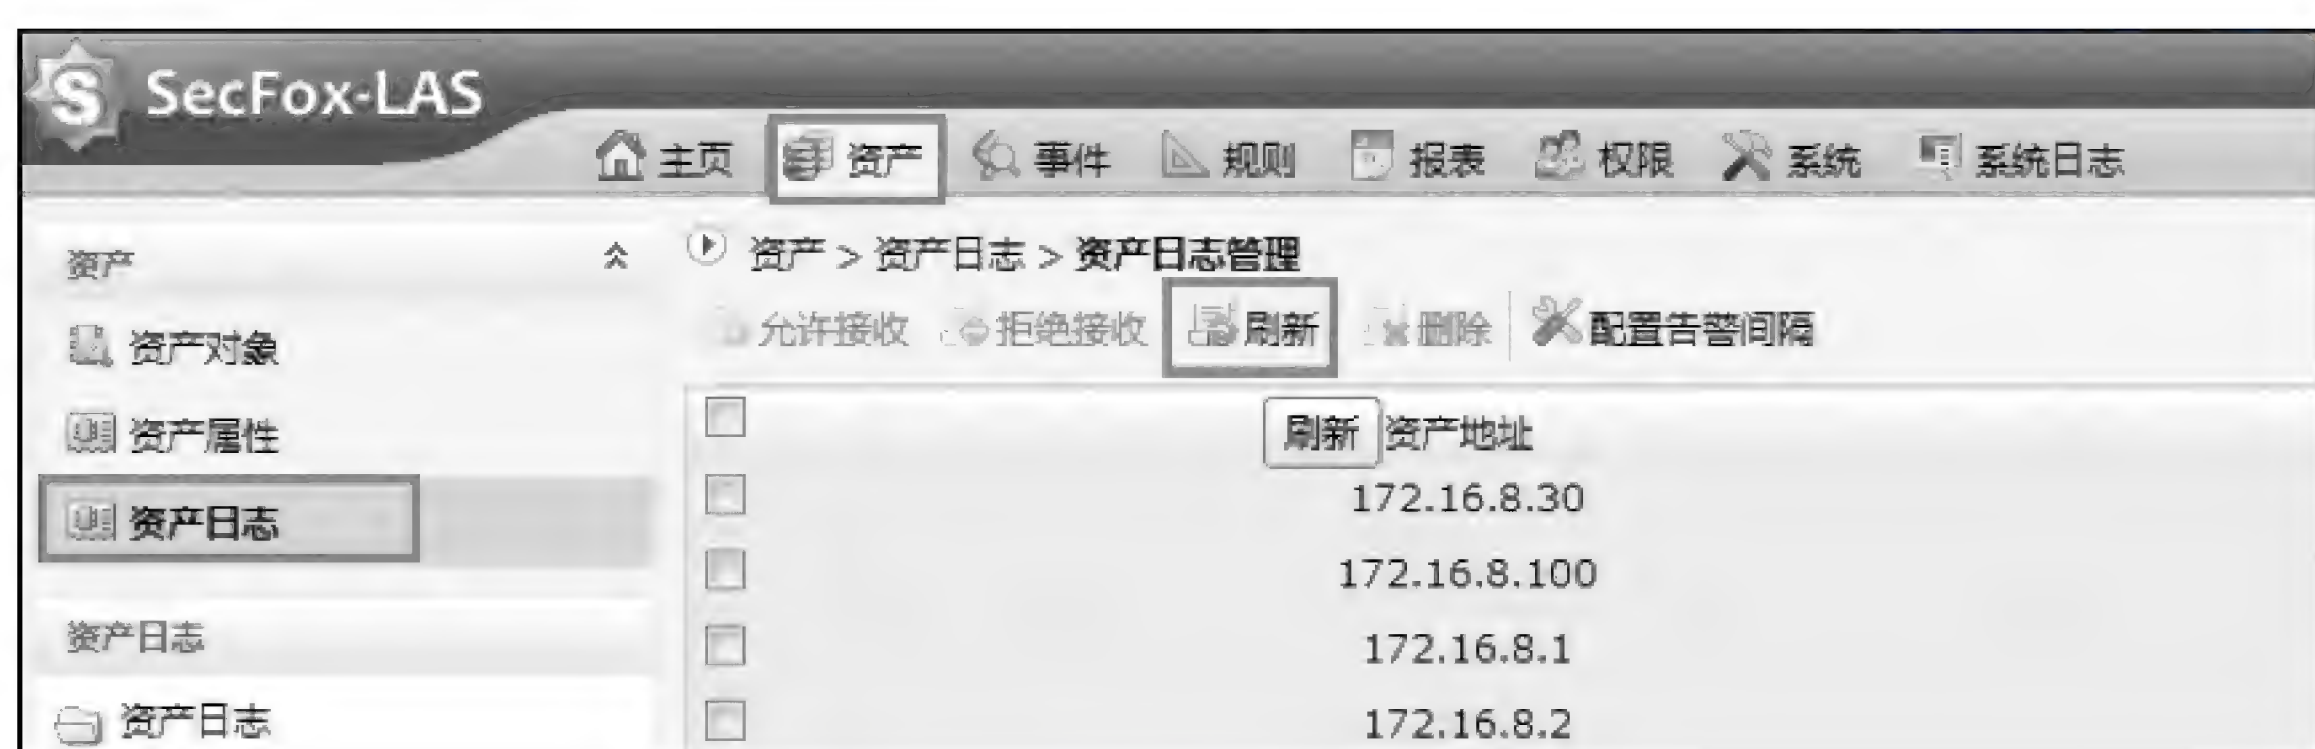 SecFox-LAS
主页 资产 事件 规则 报表 权限 系统 系统日志
资产
资产对象
资产属性
资产日志
资产日志
资产日志
资产 > 资产日志 > 资产日志管理
允许接收 拒绝接收 刷新 删除 配置告警间隔
刷新 资产地址
172.16.8.30
172.16.8.100
172.16.8.1
172.16.8.2